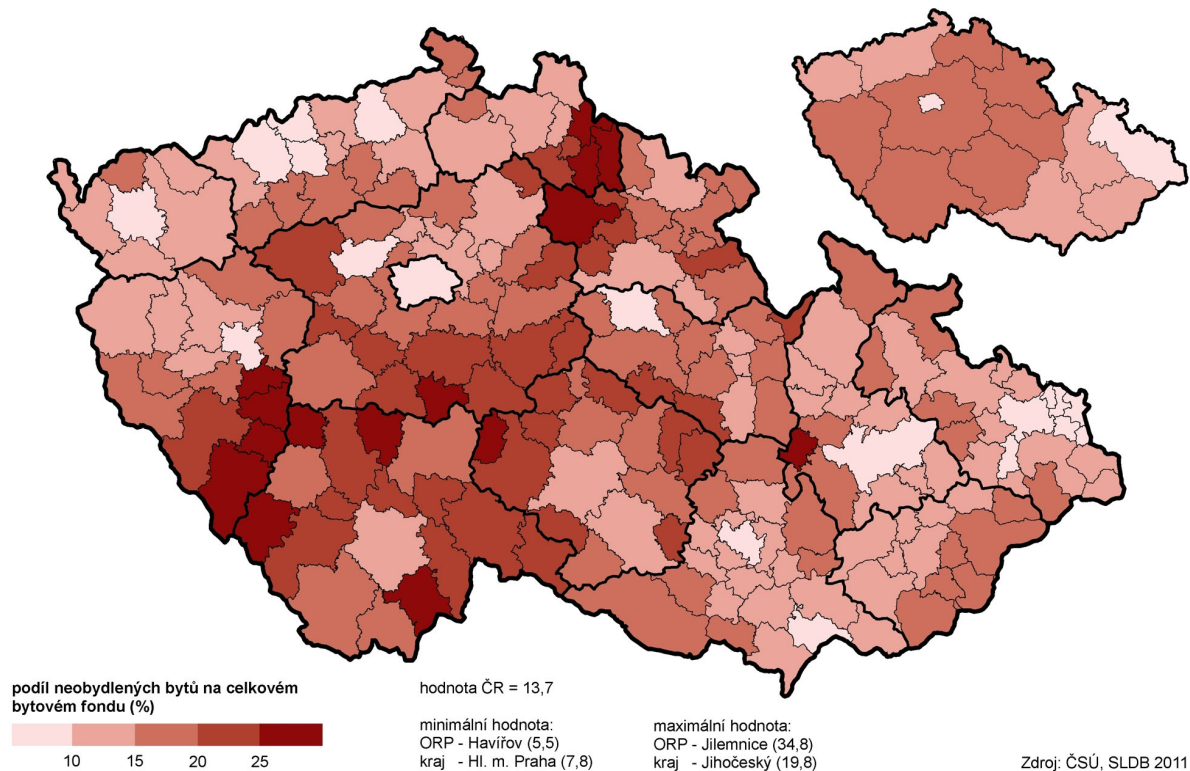 podíl neobydlených bytů na celkovém
bytovém fondu (%)
10 15 20 25
hodnota ČR = 13,7
minimální hodnota:
ORP - Havířov (5,5)
kraj - Hl. m. Praha (7,8)
maximální hodnota:
ORP - Jilemnice (34,8)
kraj - Jihočeský (19,8)
Zdroj: ČSÚ, SLDB 2011